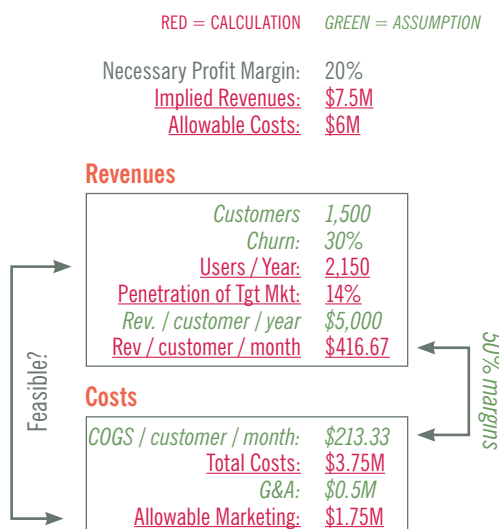 RED = CALCULATION GREEN = ASSUMPTION
Necessary Profit Margin: 20%
Implied Revenues: $7.5M
Allowable Costs: $6M
Revenues
Customers 1,500
Churn: 30%
Users / Year: 2,150
Penetration of Tgt Mkt: 14%
Rev. / customer / year $5,000
Rev / customer / month $416.67
Feasible?
50% margins
Costs
COGS / customer / month: $213.33
Total Costs: $3.75M
G&A: $0.5M
Allowable Marketing: $1.75M